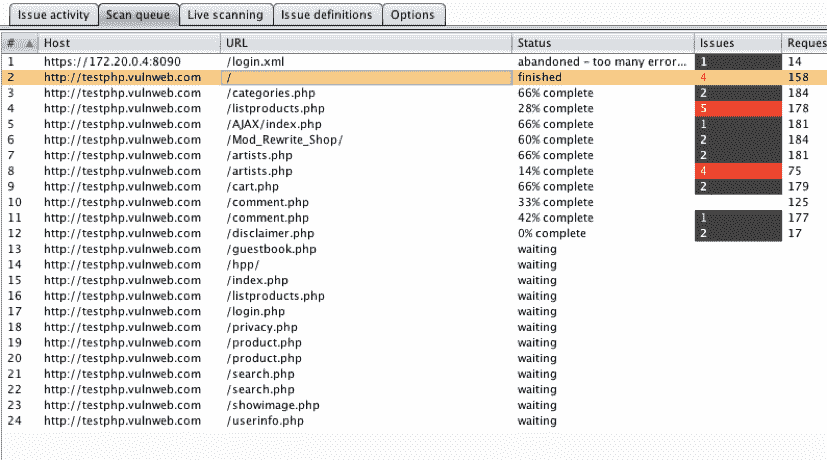 Issue activity Scan queue Live scanning Issue definitions Options
# Host URL Status Issues Reques
1 https://172.20.0.4:8090 /login.xml abandoned – too many error... 1 14
2 http://testphp.vulnweb.com / finished 4 158
3 http://testphp.vulnweb.com /categories.php 66% complete 2 184
4 http://testphp.vulnweb.com /listproducts.php 28% complete 5 178
5 http://testphp.vulnweb.com /AJAX/index.php 66% complete 1 181
6 http://testphp.vulnweb.com /Mod_Rewrite_Shop/ 60% complete 2 184
7 http://testphp.vulnweb.com /artists.php 66% complete 2 181
8 http://testphp.vulnweb.com /artists.php 14% complete 4 75
9 http://testphp.vulnweb.com /cart.php 66% complete 2 179
10 http://testphp.vulnweb.com /comment.php 33% complete 125
11 http://testphp.vulnweb.com /comment.php 42% complete 1 177
12 http://testphp.vulnweb.com /disclaimer.php 0% complete 2 17
13 http://testphp.vulnweb.com /guestbook.php waiting
14 http://testphp.vulnweb.com /hpp/ waiting
15 http://testphp.vulnweb.com /index.php waiting
16 http://testphp.vulnweb.com /listproducts.php waiting
17 http://testphp.vulnweb.com /login.php waiting
18 http://testphp.vulnweb.com /privacy.php waiting
19 http://testphp.vulnweb.com /product.php waiting
20 http://testphp.vulnweb.com /product.php waiting
21 http://testphp.vulnweb.com /search.php waiting
22 http://testphp.vulnweb.com /search.php waiting
23 http://testphp.vulnweb.com /showimage.php waiting
24 http://testphp.vulnweb.com /userinfo.php waiting